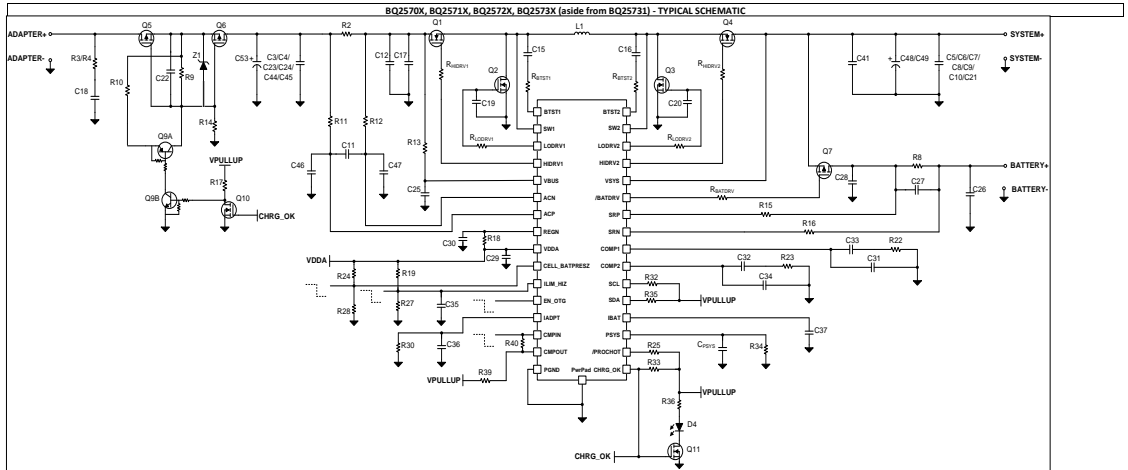 BQ2570X, BQ2571X, BQ2572X, BQ2573X (aside from BQ25731) - TYPICAL SCHEMATIC
ADAPTER+
ADAPTER-
Q5
Q6
R2
Q1
L1
Q4
SYSTEM+
SYSTEM-
R3/R4
C18
R10
C22
R9
Z1
R14
C53
C3/C4/
C23/C24/
C44/C45
C12
C17
RHIDRV1
Q2
C15
RBTST1
C19
RLODRV1
C16
RBTST2
Q3
C20
RLODRV2
RHIDRV2
C41
C48/C49
C5/C6/C7/
C8/C9/
C10/C21
Q9A
Q9B
VPULLUP
R17
Q10
CHRG_OK
R11
R12
C11
C46
C47
R13
C25
Q7
C28
R8
C27
C26
BATTERY+
BATTERY-
RBATDRV
R15
R16
BTST1
SW1
LODRV1
HIDRV1
VBUS
ACN
ACP
REGN
VDDA
CELL_BATPRESZ
ILIM_HIZ
EN_OTG
IADPT
CMPIN
CMPOUT
PGND
PwrPad
BTST2
SW2
LODRV2
HIDRV2
VSYS
/BATDRV
SRP
SRN
COMP1
COMP2
SCL
SDA
IBAT
PSYS
/PROCHOT
CHRG_OK
C30
R18
C29
VDDA
R24
R28
R19
R27
C35
R30
C36
R40
VPULLUP
R39
C33
R22
C31
C32
R23
C34
R32
R35
VPULLUP
C37
CPSYS
R34
R25
R33
VPULLUP
R36
D4
Q11
CHRG_OK